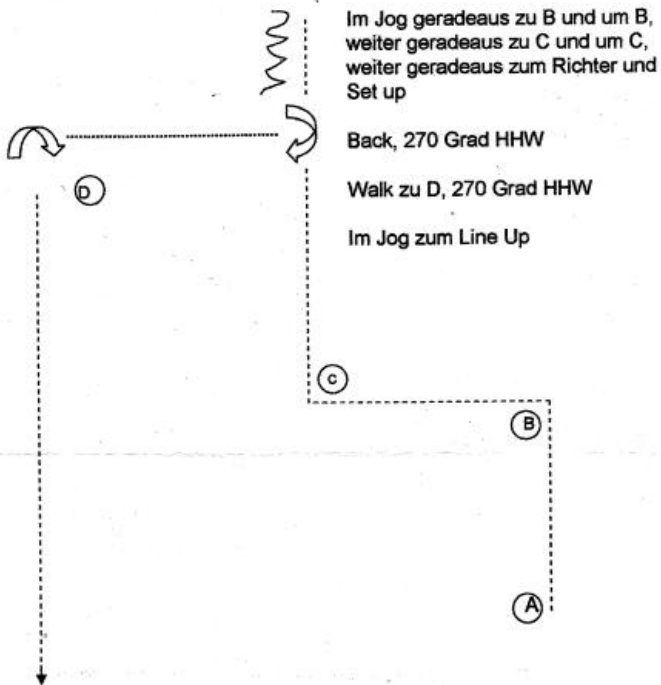 Im Jog geradeaus zu B und um B,
weiter geradeaus zu C und um C,
weiter geradeaus zum Richter und
Set up
Back, 270 Grad HHW
Walk zu D, 270 Grad HHW
Im Jog zum Line Up
D
C
B
A